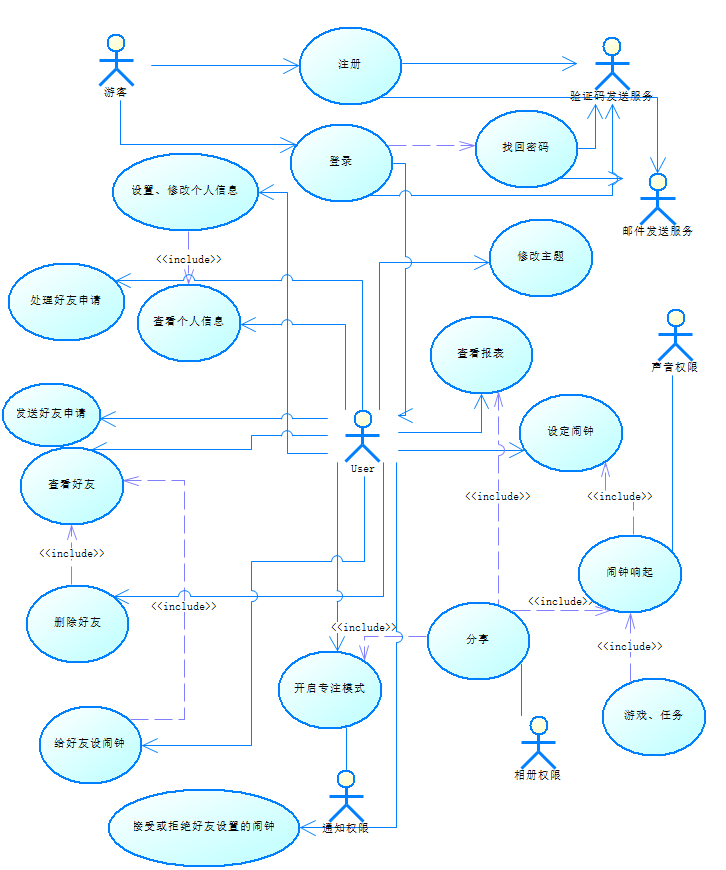 游客
注册
验证码发送服务
登录
找回密码
设置、修改个人信息
邮件发送服务
<<include>>
修改主题
处理好友申请
查看个人信息
查看报表
声音权限
发送好友申请
设定闹钟
User
查看好友
<<include>>
<<include>>
<<include>>
闹钟响起
<<include>>
<<include>>
删除好友
<<include>>
分享
<<include>>
开启专注模式
游戏、任务
给好友设闹钟
相册权限
接受或拒绝好友设置的闹钟
通知权限